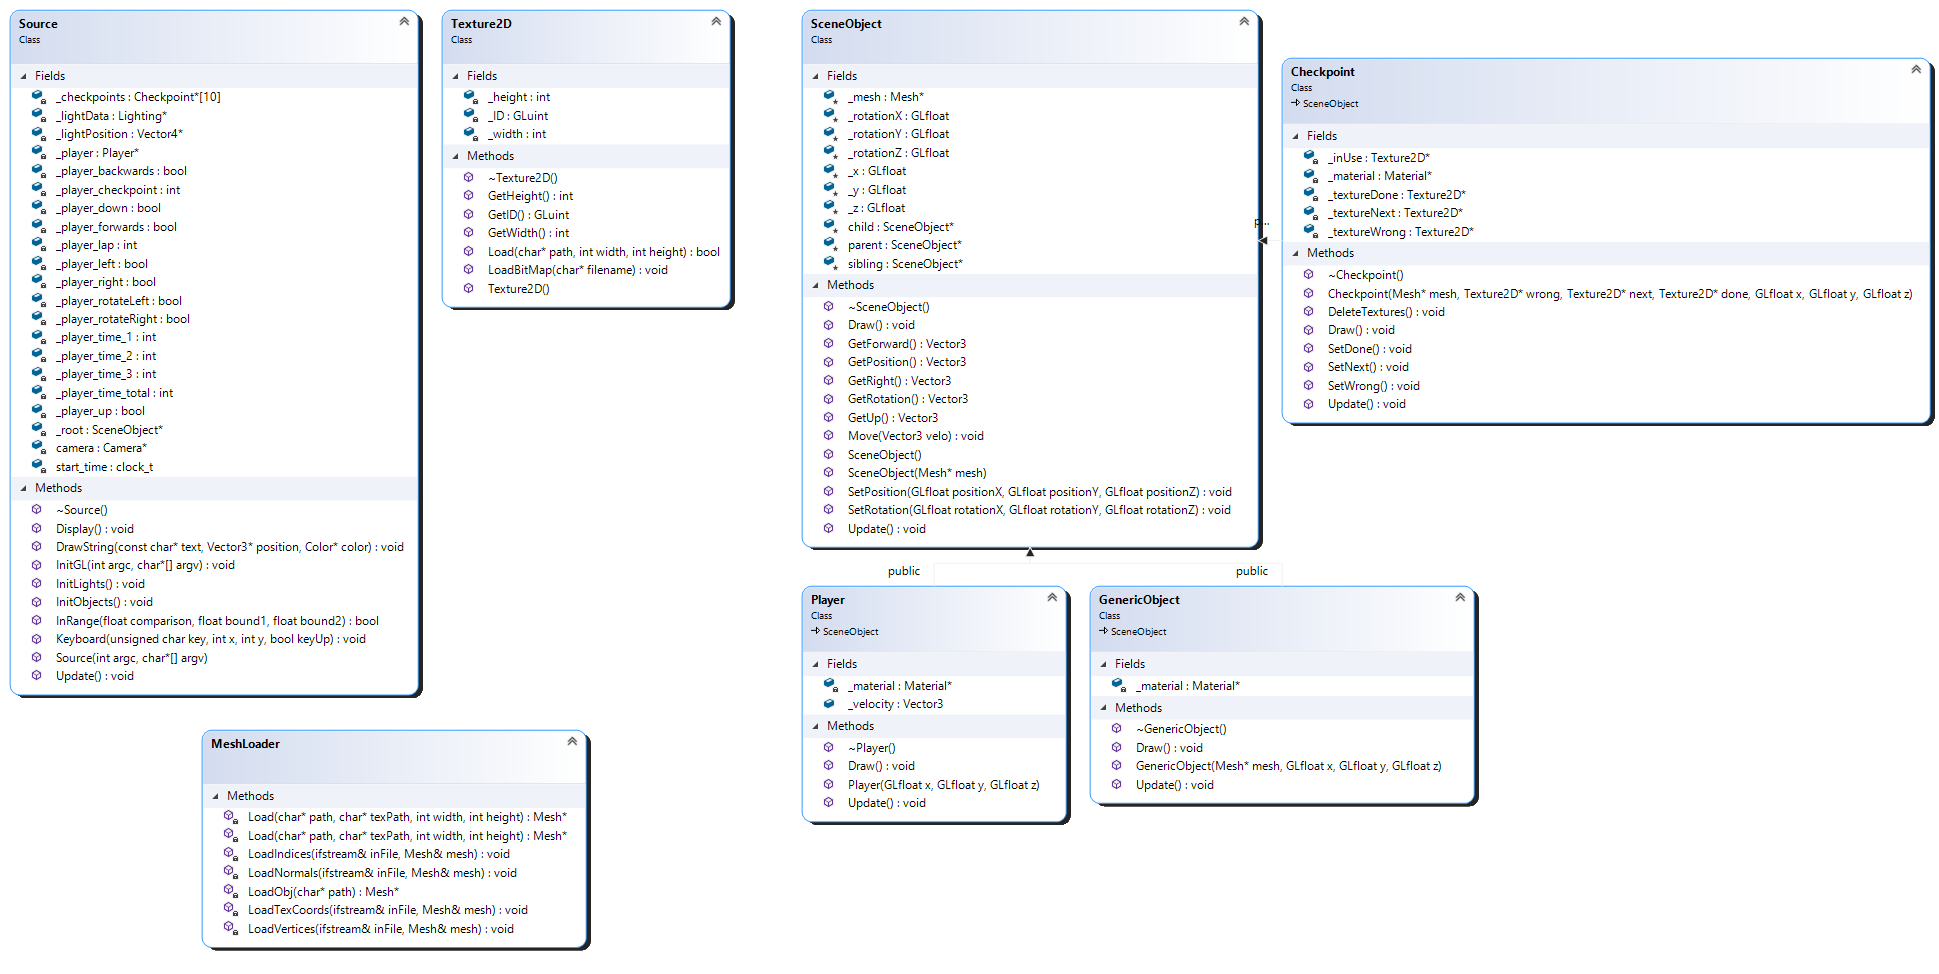 Source
Class
Fields
_checkpoints : Checkpoint*[10]
_lightData : Lighting*
_lightPosition : Vector4*
_player : Player*
_player_backwards : bool
_player_checkpoint : int
_player_down : bool
_player_forwards : bool
_player_lap : int
_player_left : bool
_player_right : bool
_player_rotateLeft : bool
_player_rotateRight : bool
_player_time_1 : int
_player_time_2 : int
_player_time_3 : int
_player_time_total : int
_player_up : bool
_root : SceneObject*
camera : Camera*
start_time : clock_t
Methods
~Source()
Display() : void
DrawString(const char* text, Vector3* position, Color* color) : void
InitGL(int argc, char*[] argv) : void
InitLights() : void
InitObjects() : void
InRange(float comparison, float bound1, float bound2) : bool
Keyboard(unsigned char key, int x, int y, bool keyUp) : void
Source(int argc, char*[] argv)
Update() : void
Texture2D
Class
Fields
_height : int
_ID : GLuint
_width : int
Methods
~Texture2D()
GetHeight() : int
GetID() : GLuint
GetWidth() : int
Load(char* path, int width, int height) : bool
LoadBitMap(char* filename) : void
Texture2D()
SceneObject
Class
Fields
_mesh : Mesh*
_rotationX : GLfloat
_rotationY : GLfloat
_rotationZ : GLfloat
_x : GLfloat
_y : GLfloat
_z : GLfloat
child : SceneObject*
parent : SceneObject*
sibling : SceneObject*
Methods
~SceneObject()
Draw() : void
GetForward() : Vector3
GetPosition() : Vector3
GetRight() : Vector3
GetRotation() : Vector3
GetUp() : Vector3
Move(Vector3 velo) : void
SceneObject()
SceneObject(Mesh* mesh)
SetPosition(GLfloat positionX, GLfloat positionY, GLfloat positionZ) : void
SetRotation(GLfloat rotationX, GLfloat rotationY, GLfloat rotationZ) : void
Update() : void
p...
Checkpoint
Class
SceneObject
Fields
_inUse : Texture2D*
_material : Material*
_textureDone : Texture2D*
_textureNext : Texture2D*
_textureWrong : Texture2D*
Methods
~Checkpoint()
Checkpoint(Mesh* mesh, Texture2D* wrong, Texture2D* next, Texture2D* done, GLfloat x, GLfloat y, GLfloat z)
DeleteTextures() : void
Draw() : void
SetDone() : void
SetNext() : void
SetWrong() : void
Update() : void
public
public
Player
Class
SceneObject
Fields
_material : Material*
_velocity : Vector3
Methods
~Player()
Draw() : void
Player(GLfloat x, GLfloat y, GLfloat z)
Update() : void
GenericObject
Class
SceneObject
Fields
_material : Material*
Methods
~GenericObject()
Draw() : void
GenericObject(Mesh* mesh, GLfloat x, GLfloat y, GLfloat z)
Update() : void
MeshLoader
Methods
Load(char* path, char* texPath, int width, int height) : Mesh*
Load(char* path, char* texPath, int width, int height) : Mesh*
LoadIndices(ifstream& inFile, Mesh& mesh) : void
LoadNormals(ifstream& inFile, Mesh& mesh) : void
LoadObj(char* path) : Mesh*
LoadTexCoords(ifstream& inFile, Mesh& mesh) : void
LoadVertices(ifstream& inFile, Mesh& mesh) : void